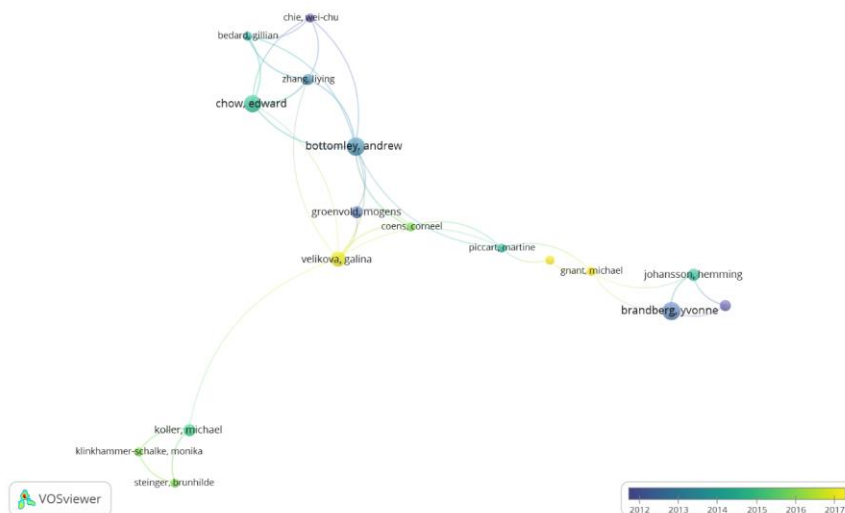 chie, wei-chu
bedard, gillian
zhang, liying
chow, edward
bottomley, andrew
groenvold, mogens
coens, corneel
piccart, martine
velikova, galina
gnant, michael
johansson, hemming
brandberg, yvonne
koller, michael
klinkhammer-schalke, monika
steinger, brunhilde
VOSviewer
2012 2013 2014 2015 2016 2017